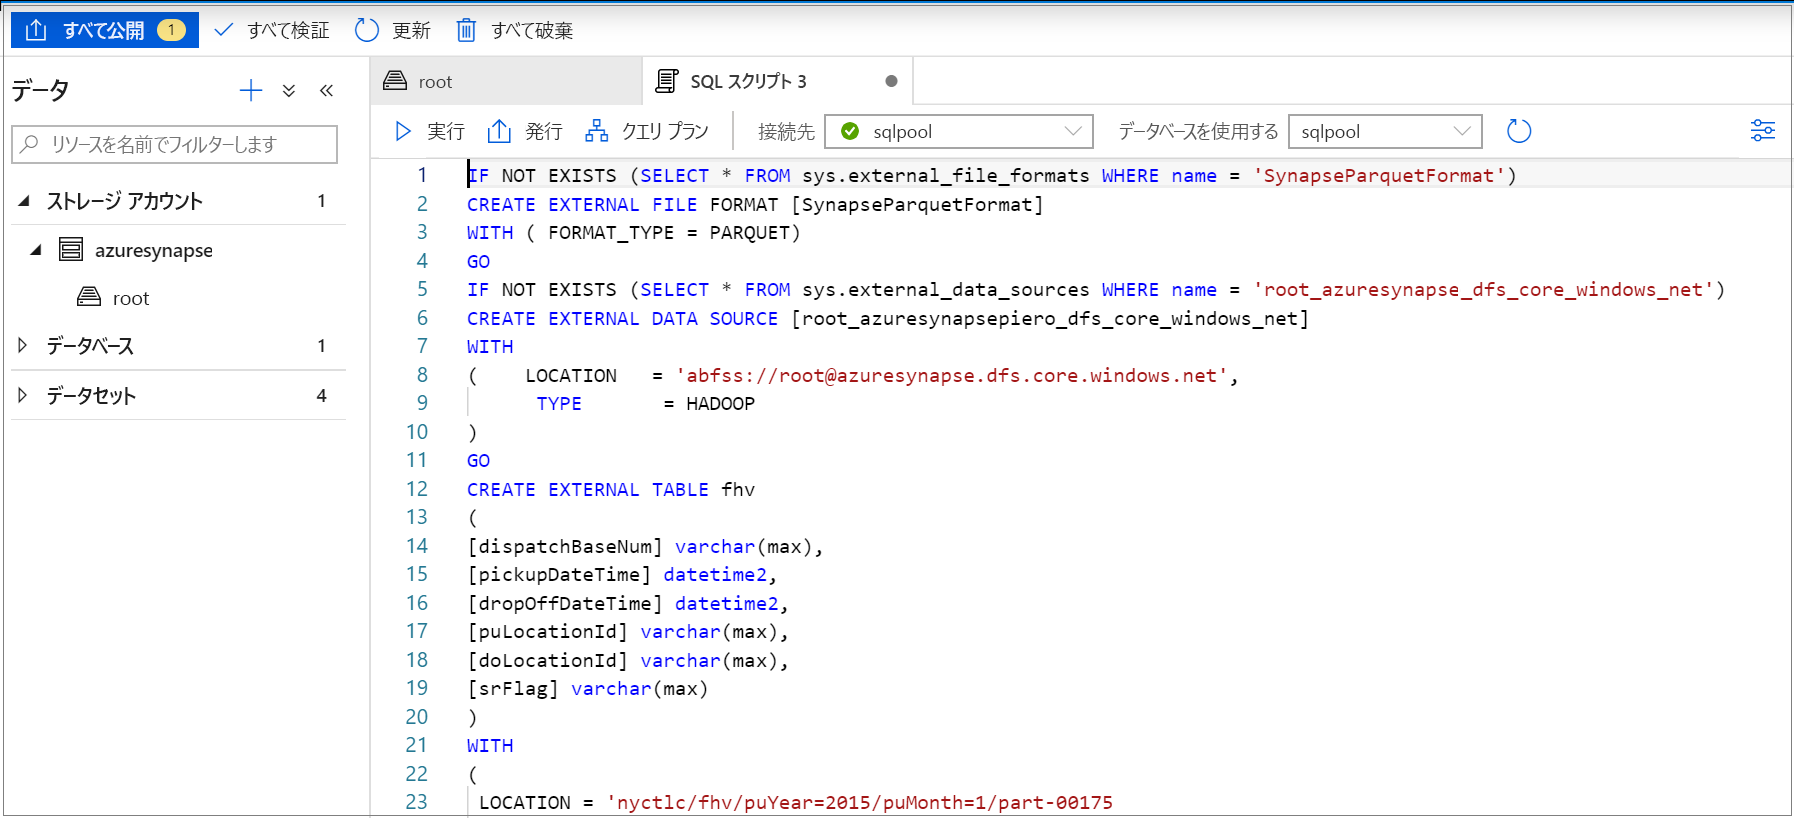 すべて公開 1 すべて検証 更新 すべて破棄
データ
リソースを名前でフィルターします
ストレージ アカウント 1
azuresynapse
root
データベース 1
データセット 4
root SQL スクリプト 3
実行 発行 クエリ プラン 接続先 sqlpool データベースを使用する sqlpool
1 IF NOT EXISTS (SELECT * FROM sys.external_file_formats WHERE name = 'SynapseParquetFormat')
2 CREATE EXTERNAL FILE FORMAT [SynapseParquetFormat]
3 WITH ( FORMAT_TYPE = PARQUET)
4 GO
5 IF NOT EXISTS (SELECT * FROM sys.external_data_sources WHERE name = 'root_azuresynapse_dfs_core_windows_net')
6 CREATE EXTERNAL DATA SOURCE [root_azuresynapsepiero_dfs_core_windows_net]
7 WITH
8 ( LOCATION = 'abfss://root@azuresynapse.dfs.core.windows.net',
9 TYPE = HADOOP
10 )
11 GO
12 CREATE EXTERNAL TABLE fhv
13 (
14 [dispatchBaseNum] varchar(max),
15 [pickupDateTime] datetime2,
16 [dropOffDateTime] datetime2,
17 [puLocationId] varchar(max),
18 [doLocationId] varchar(max),
19 [srFlag] varchar(max)
20 )
21 WITH
22 (
23 LOCATION = 'nyctlc/fhv/puYear=2015/puMonth=1/part-00175